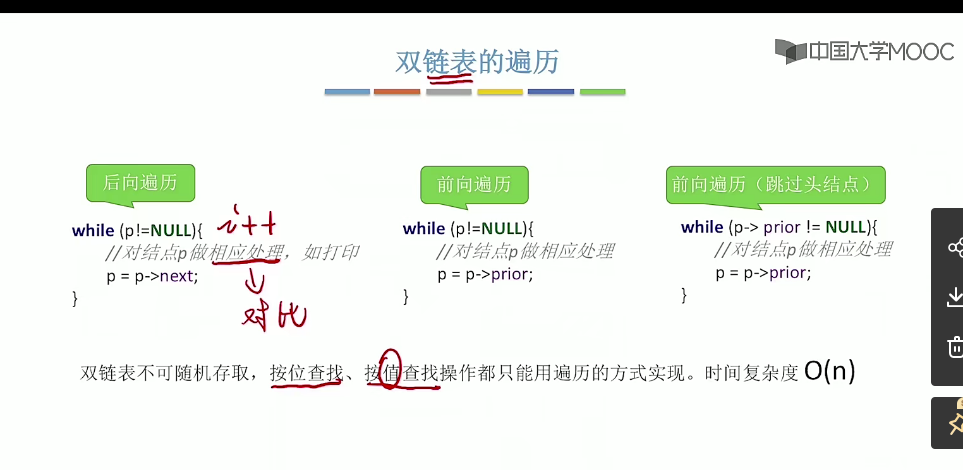 双链表的遍历
中国大学MOOC
后向遍历
while (p!=NULL){
//对结点p做相应处理，如打印
p = p->next;
}
i++
对比
前向遍历
while (p!=NULL){
//对结点p做相应处理
p = p->prior;
}
前向遍历（跳过头结点）
while (p-> prior != NULL){
//对结点p做相应处理
p = p->prior;
}
双链表不可随机存取，按位查找、按值查找操作都只能用遍历的方式实现。时间复杂度 O(n)